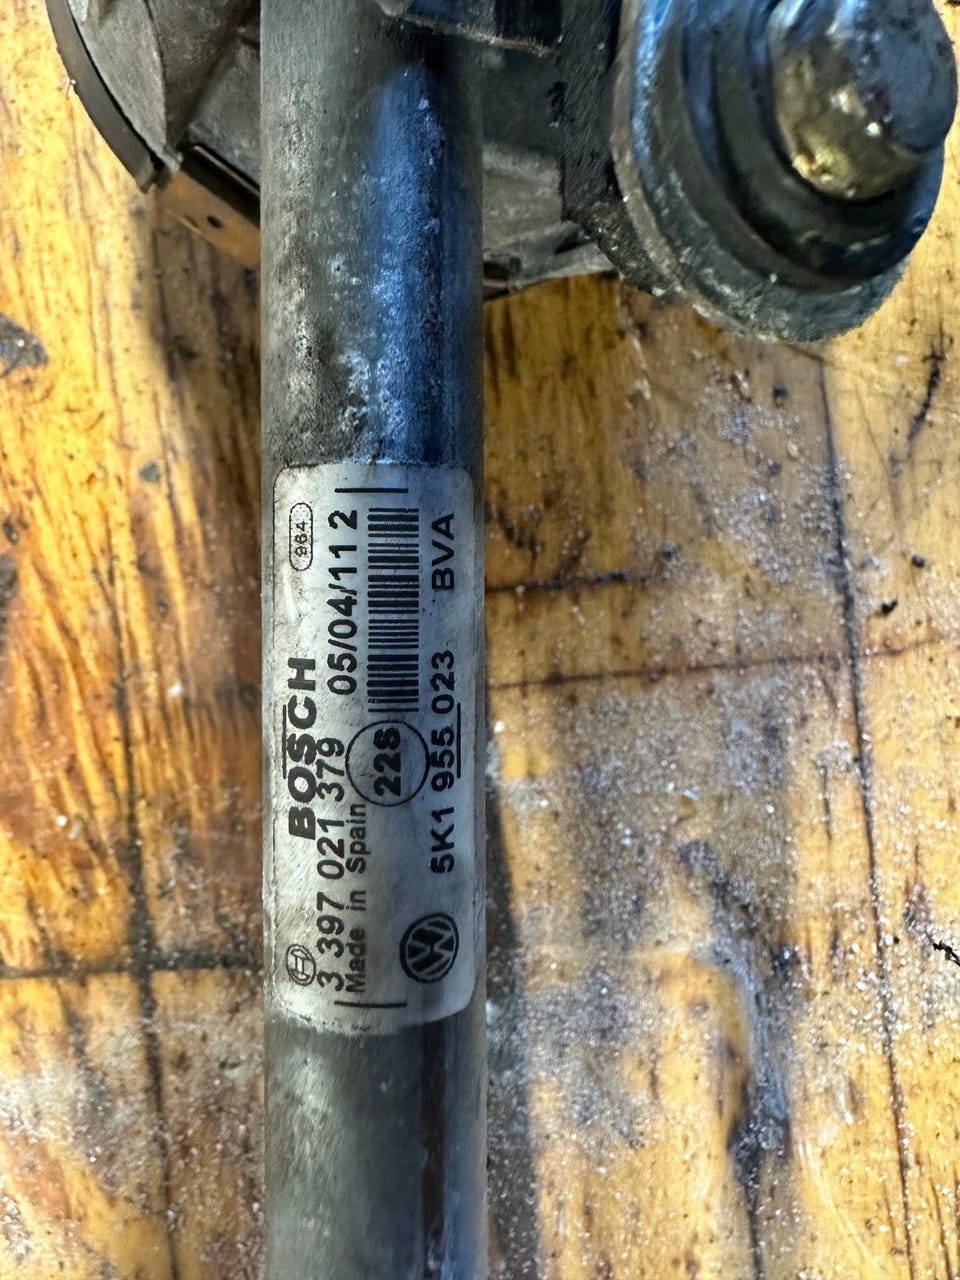 964
BOSCH
3 397 021 379 05/04/11 2
Made in Spain
22S
5K1 955 023 BVA